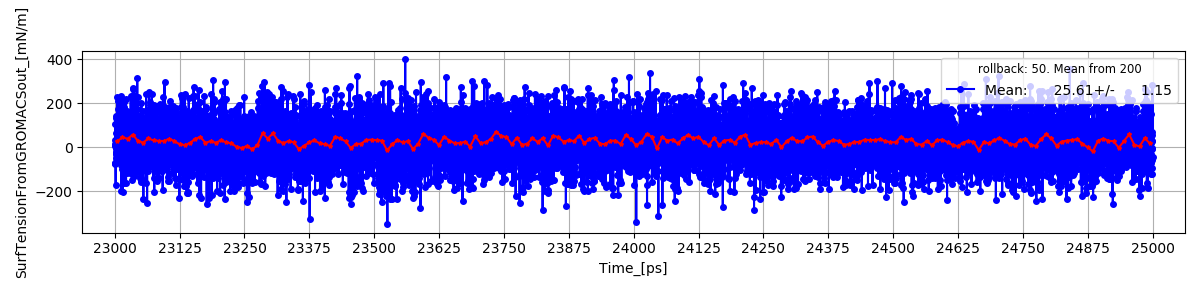 SurfTensionFromGROMACSout_[mN/m]
400
200
0
−200
rollback: 50. Mean from 200
Mean: 25.61+/- 1.15
23000 23125 23250 23375 23500 23625 23750 23875 24000 24125 24250 24375 24500 24625 24750 24875 25000
Time_[ps]